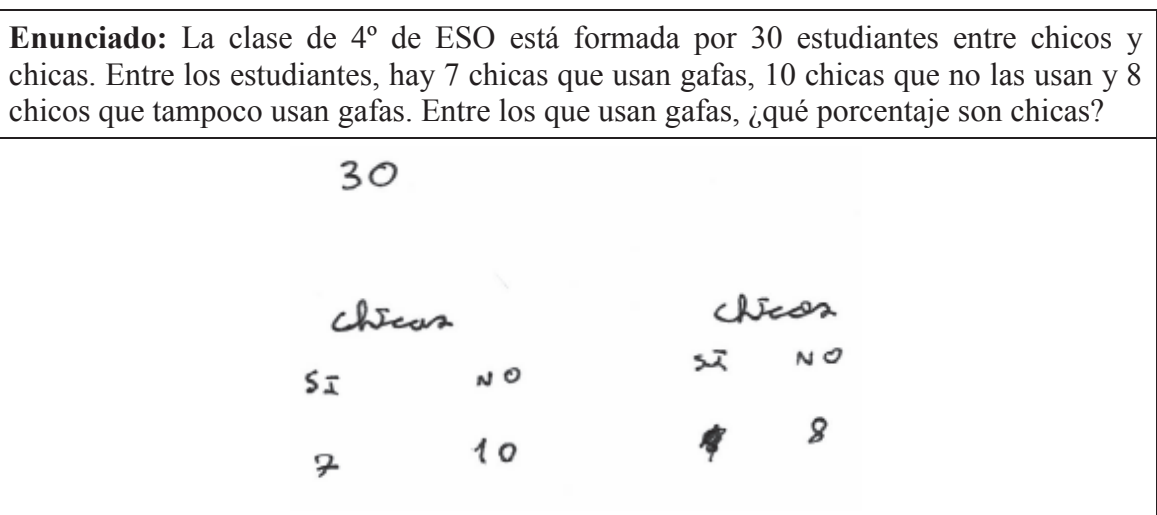 Enunciado: La clase de 4º de ESO está formada por 30 estudiantes entre chicos y
chicas. Entre los estudiantes, hay 7 chicas que usan gafas, 10 chicas que no las usan y 8
chicos que tampoco usan gafas. Entre los que usan gafas, ¿qué porcentaje son chicas?
30
chicas chicos
SI NO SI NO
7 10 8